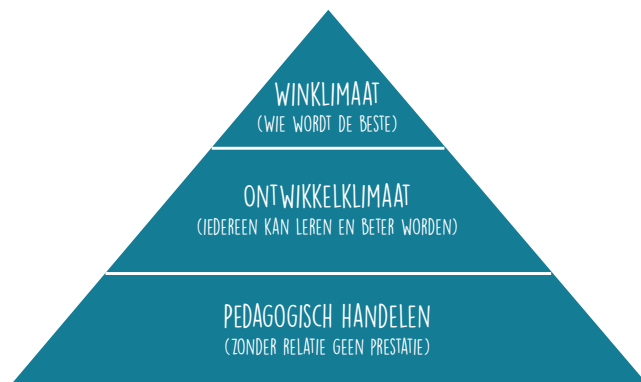 WINKLIMAAT
(WIE WORDT DE BESTE)
ONTWIKKELKLIMAAT
(IEDEREEN KAN LEREN EN BETER WORDEN)
PEDAGOGISCH HANDELEN
(ZONDER RELATIE GEEN PRESTATIE)